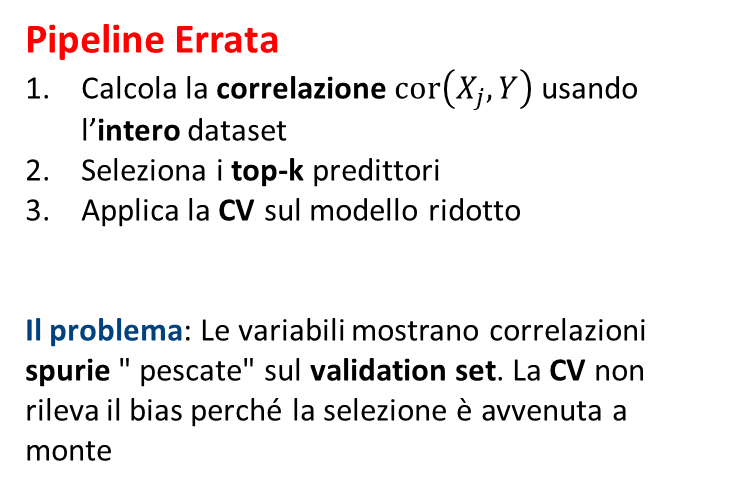 Pipeline Errata
1. Calcola la correlazione cor(Xⱼ, Y) usando
l’intero dataset
2. Seleziona i top-k predittori
3. Applica la CV sul modello ridotto
Il problema: Le variabili mostrano correlazioni
spurie " pescate" sul validation set. La CV non
rileva il bias perché la selezione è avvenuta a
monte